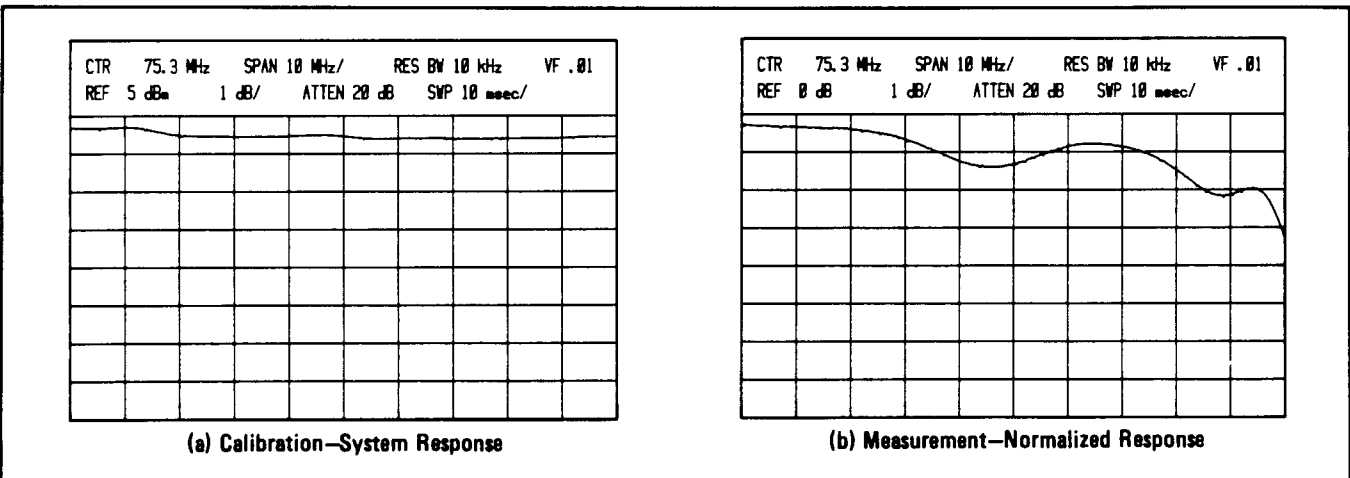 CTR 75.3 MHz SPAN 10 MHz/ RES BW 10 kHz VF .01
REF 5 dBm 1 dB/ ATTEN 20 dB SWP 10 msec/
(a) Calibration—System Response
CTR 75.3 MHz SPAN 10 MHz/ RES BW 10 kHz VF .01
REF 0 dB 1 dB/ ATTEN 20 dB SWP 10 msec/
(b) Measurement—Normalized Response